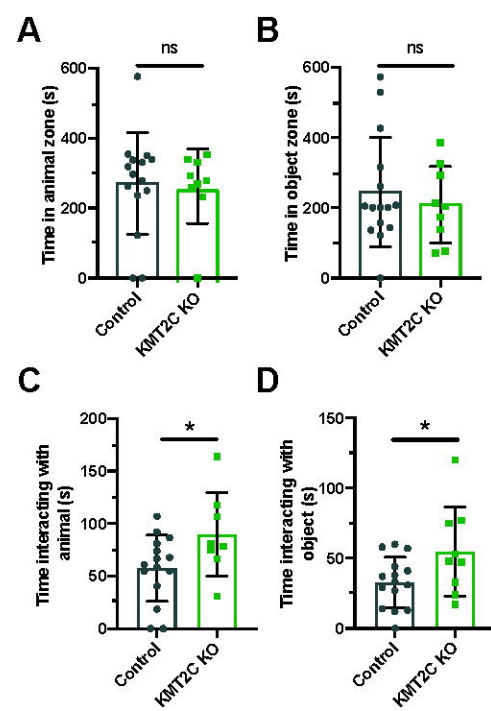 A
ns
Time in animal zone (s)
600
400
200
0
Control
KMT2C KO
B
ns
Time in object zone (s)
600
400
200
0
Control
KMT2C KO
C
*
Time interacting with
animal (s)
200
150
100
50
0
Control
KMT2C KO
D
*
Time interacting with
object (s)
150
100
50
0
Control
KMT2C KO